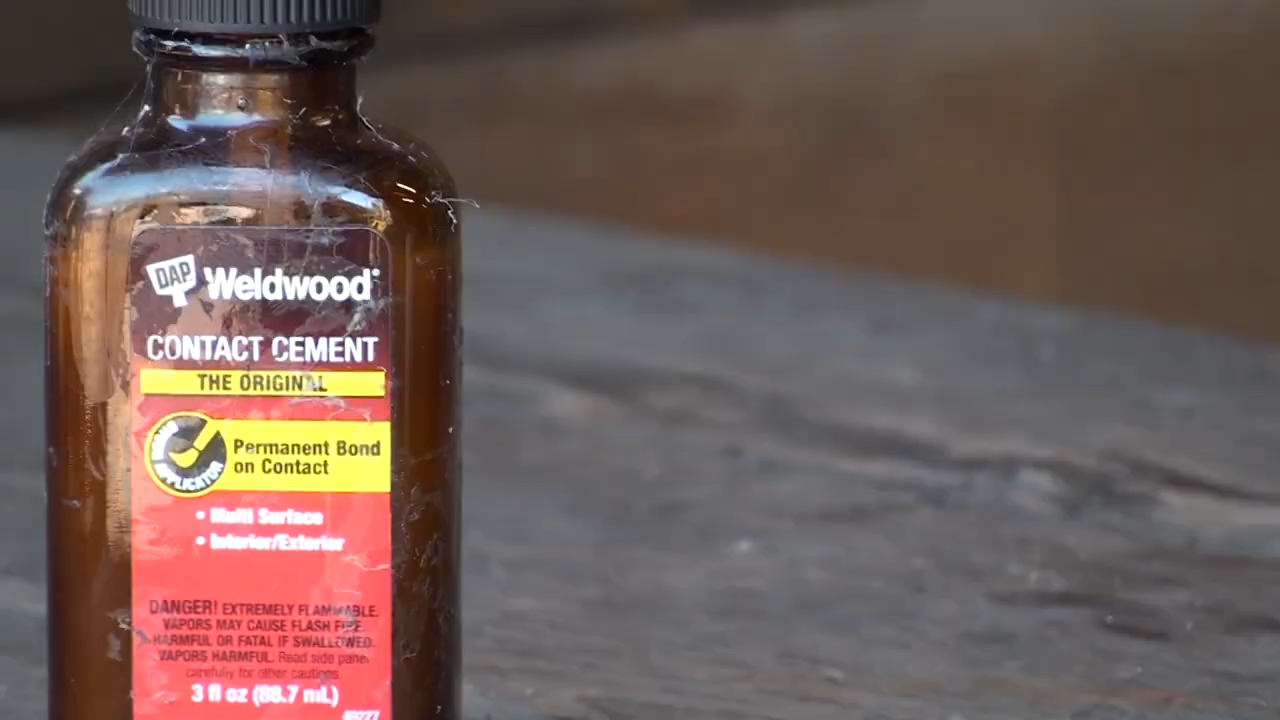 DAP Weldwood®
CONTACT CEMENT
THE ORIGINAL
BRUSH APPLICATOR
Permanent Bond
on Contact
• Multi Surface
• Interior/Exterior
DANGER! EXTREMELY FLAMMABLE.
VAPORS MAY CAUSE FLASH FIRE.
HARMFUL OR FATAL IF SWALLOWED.
VAPORS HARMFUL. Read side panel
carefully for other cautions.
3 fl oz (88.7 mL)